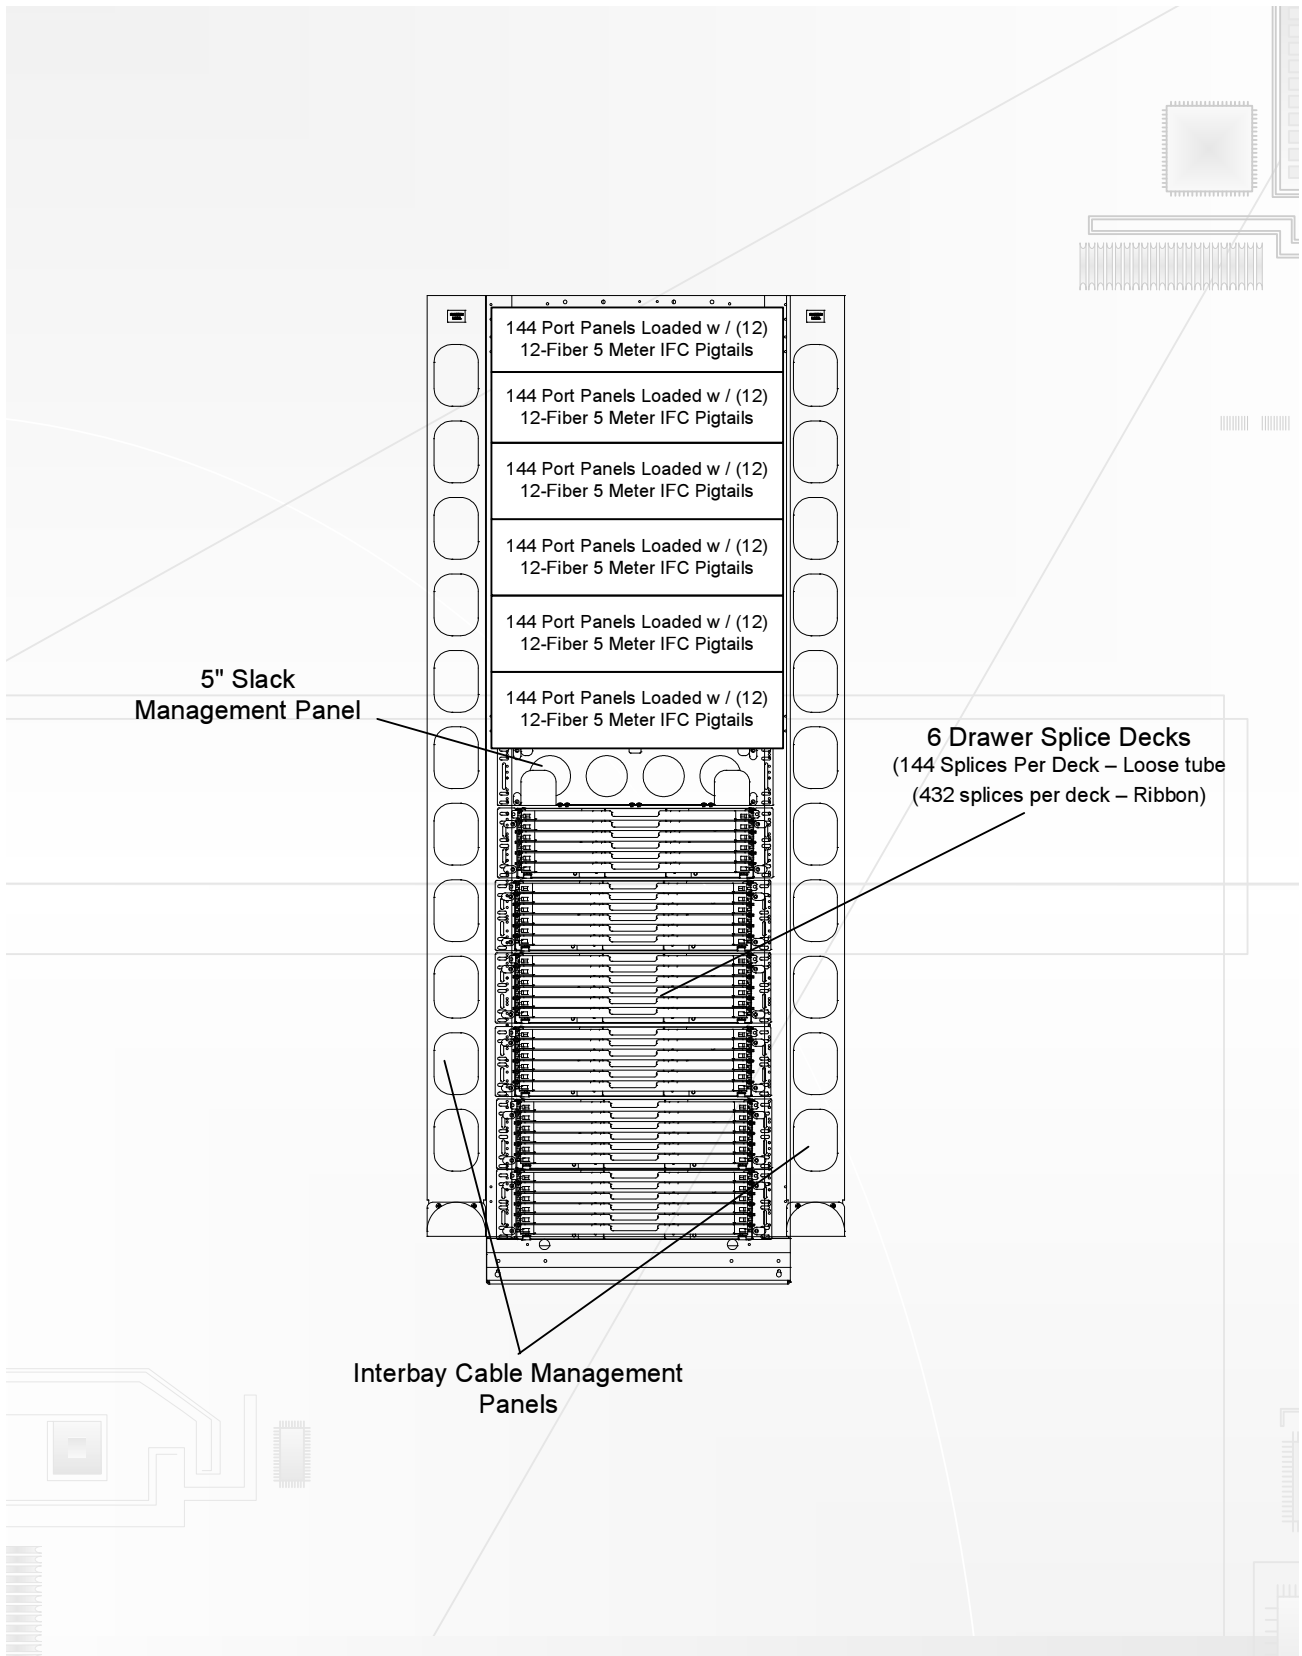 144 Port Panels Loaded w / (12)
12-Fiber 5 Meter IFC Pigtails
144 Port Panels Loaded w / (12)
12-Fiber 5 Meter IFC Pigtails
144 Port Panels Loaded w / (12)
12-Fiber 5 Meter IFC Pigtails
144 Port Panels Loaded w / (12)
12-Fiber 5 Meter IFC Pigtails
144 Port Panels Loaded w / (12)
12-Fiber 5 Meter IFC Pigtails
144 Port Panels Loaded w / (12)
12-Fiber 5 Meter IFC Pigtails
5" Slack
Management Panel
6 Drawer Splice Decks
(144 Splices Per Deck – Loose tube
(432 splices per deck – Ribbon)
Interbay Cable Management
Panels